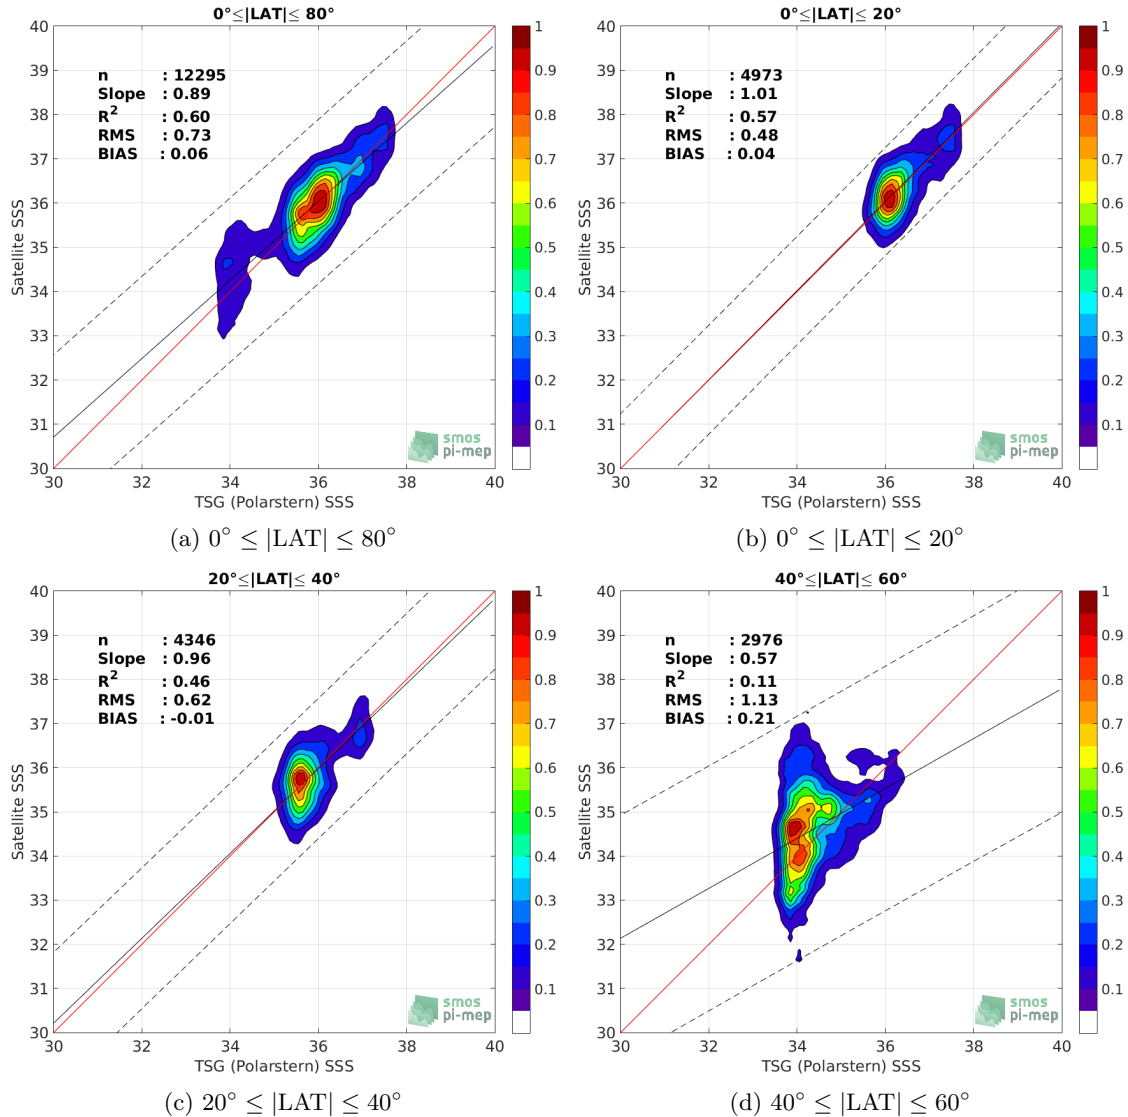 0°≤|LAT|≤ 80°
n : 12295
Slope : 0.89
R² : 0.60
RMS : 0.73
BIAS : 0.06
Satellite SSS
40
39
38
37
36
35
34
33
32
31
30
30 32 34 36 38 40
TSG (Polarstern) SSS
1
0.9
0.8
0.7
0.6
0.5
0.4
0.3
0.2
0.1
smos
pi-mep
(a) 0° ≤ |LAT| ≤ 80°
0°≤|LAT|≤ 20°
n : 4973
Slope : 1.01
R² : 0.57
RMS : 0.48
BIAS : 0.04
Satellite SSS
40
39
38
37
36
35
34
33
32
31
30
30 32 34 36 38 40
TSG (Polarstern) SSS
1
0.9
0.8
0.7
0.6
0.5
0.4
0.3
0.2
0.1
smos
pi-mep
(b) 0° ≤ |LAT| ≤ 20°
20°≤|LAT|≤ 40°
n : 4346
Slope : 0.96
R² : 0.46
RMS : 0.62
BIAS : -0.01
Satellite SSS
40
39
38
37
36
35
34
33
32
31
30
30 32 34 36 38 40
TSG (Polarstern) SSS
1
0.9
0.8
0.7
0.6
0.5
0.4
0.3
0.2
0.1
smos
pi-mep
(c) 20° ≤ |LAT| ≤ 40°
40°≤|LAT|≤ 60°
n : 2976
Slope : 0.57
R² : 0.11
RMS : 1.13
BIAS : 0.21
Satellite SSS
40
39
38
37
36
35
34
33
32
31
30
30 32 34 36 38 40
TSG (Polarstern) SSS
1
0.9
0.8
0.7
0.6
0.5
0.4
0.3
0.2
0.1
smos
pi-mep
(d) 40° ≤ |LAT| ≤ 60°